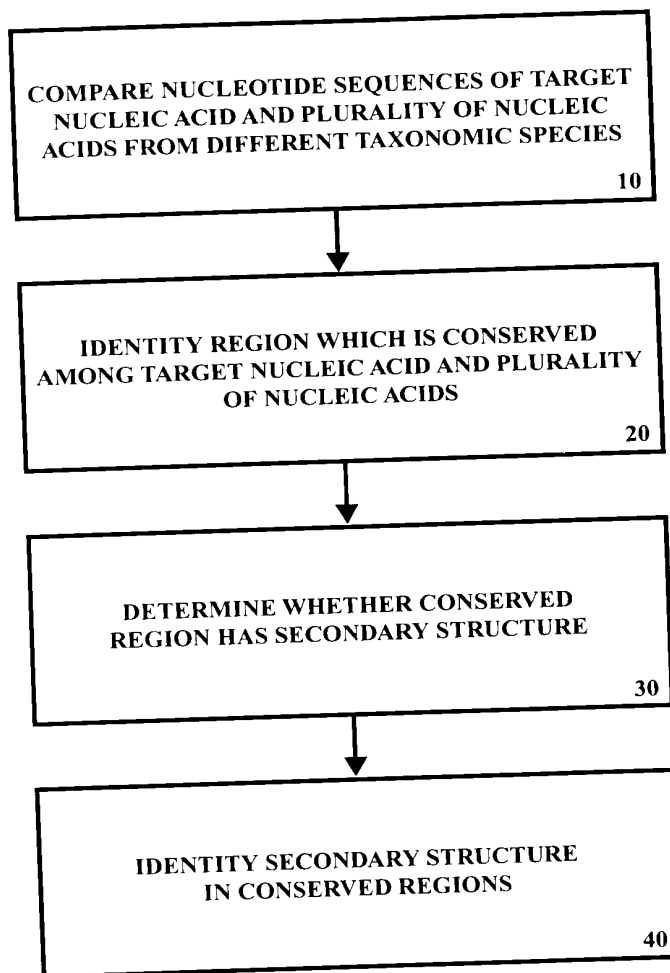 COMPARE NUCLEOTIDE SEQUENCES OF TARGET
NUCLEIC ACID AND PLURALITY OF NUCLEIC
ACIDS FROM DIFFERENT TAXONOMIC SPECIES
10
IDENTITY REGION WHICH IS CONSERVED
AMONG TARGET NUCLEIC ACID AND PLURALITY
OF NUCLEIC ACIDS
20
DETERMINE WHETHER CONSERVED
REGION HAS SECONDARY STRUCTURE
30
IDENTITY SECONDARY STRUCTURE
IN CONSERVED REGIONS
40